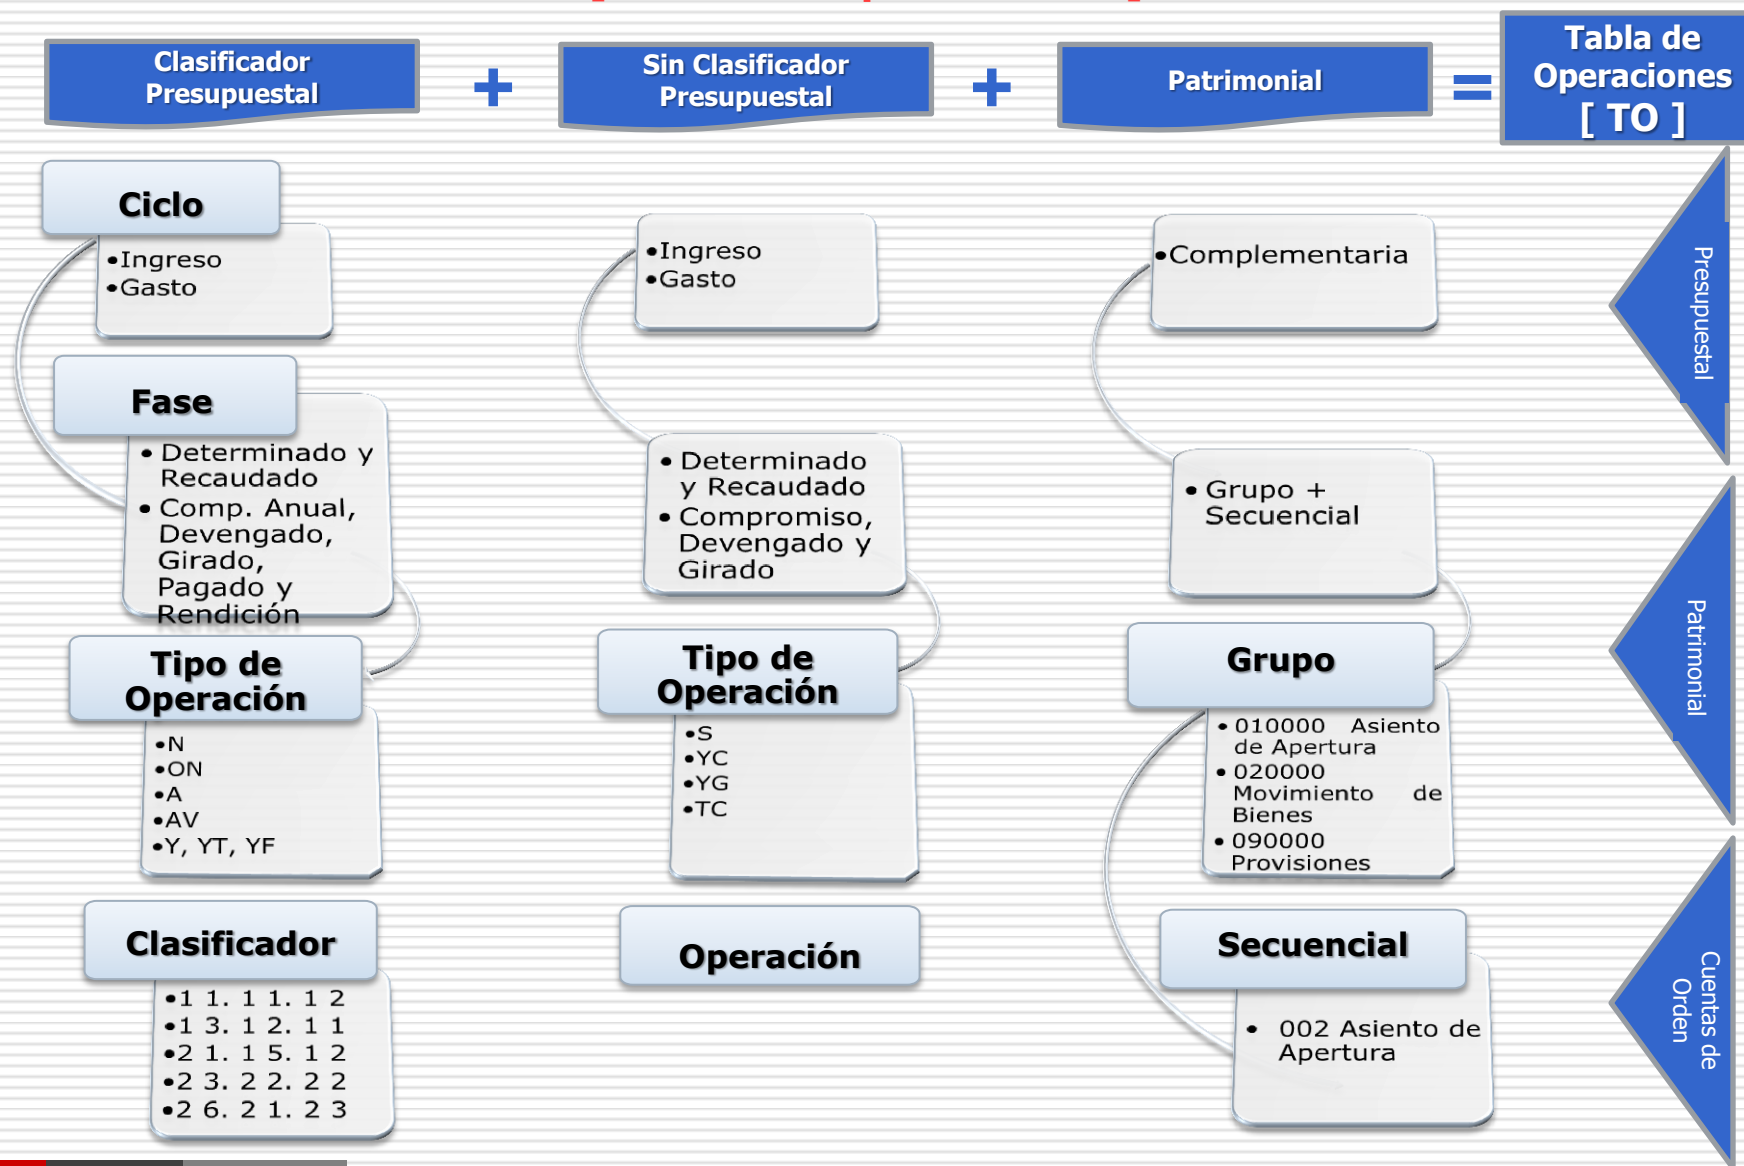 Clasificador
Presupuestal
+
Sin Clasificador
Presupuestal
+
Patrimonial
=
Tabla de
Operaciones
[ TO ]
Ciclo
•Ingreso
•Gasto
Fase
• Determinado y
Recaudado
• Comp. Anual,
Devengado,
Girado,
Pagado y
Rendición
Tipo de
Operación
•N
•ON
•A
•AV
•Y, YT, YF
Clasificador
•1 1. 1 1. 1 2
•1 3. 1 2. 1 1
•2 1. 1 5. 1 2
•2 3. 2 2. 2 2
•2 6. 2 1. 2 3
•Ingreso
•Gasto
• Determinado
y Recaudado
• Compromiso,
Devengado y
Girado
Tipo de
Operación
•S
•YC
•YG
•TC
Operación
•Complementaria
• Grupo +
Secuencial
Grupo
• 010000 Asiento
de Apertura
• 020000
Movimiento de
Bienes
• 090000
Provisiones
Secuencial
• 002 Asiento de
Apertura
Presupuestal
Patrimonial
Cuentas de
Orden